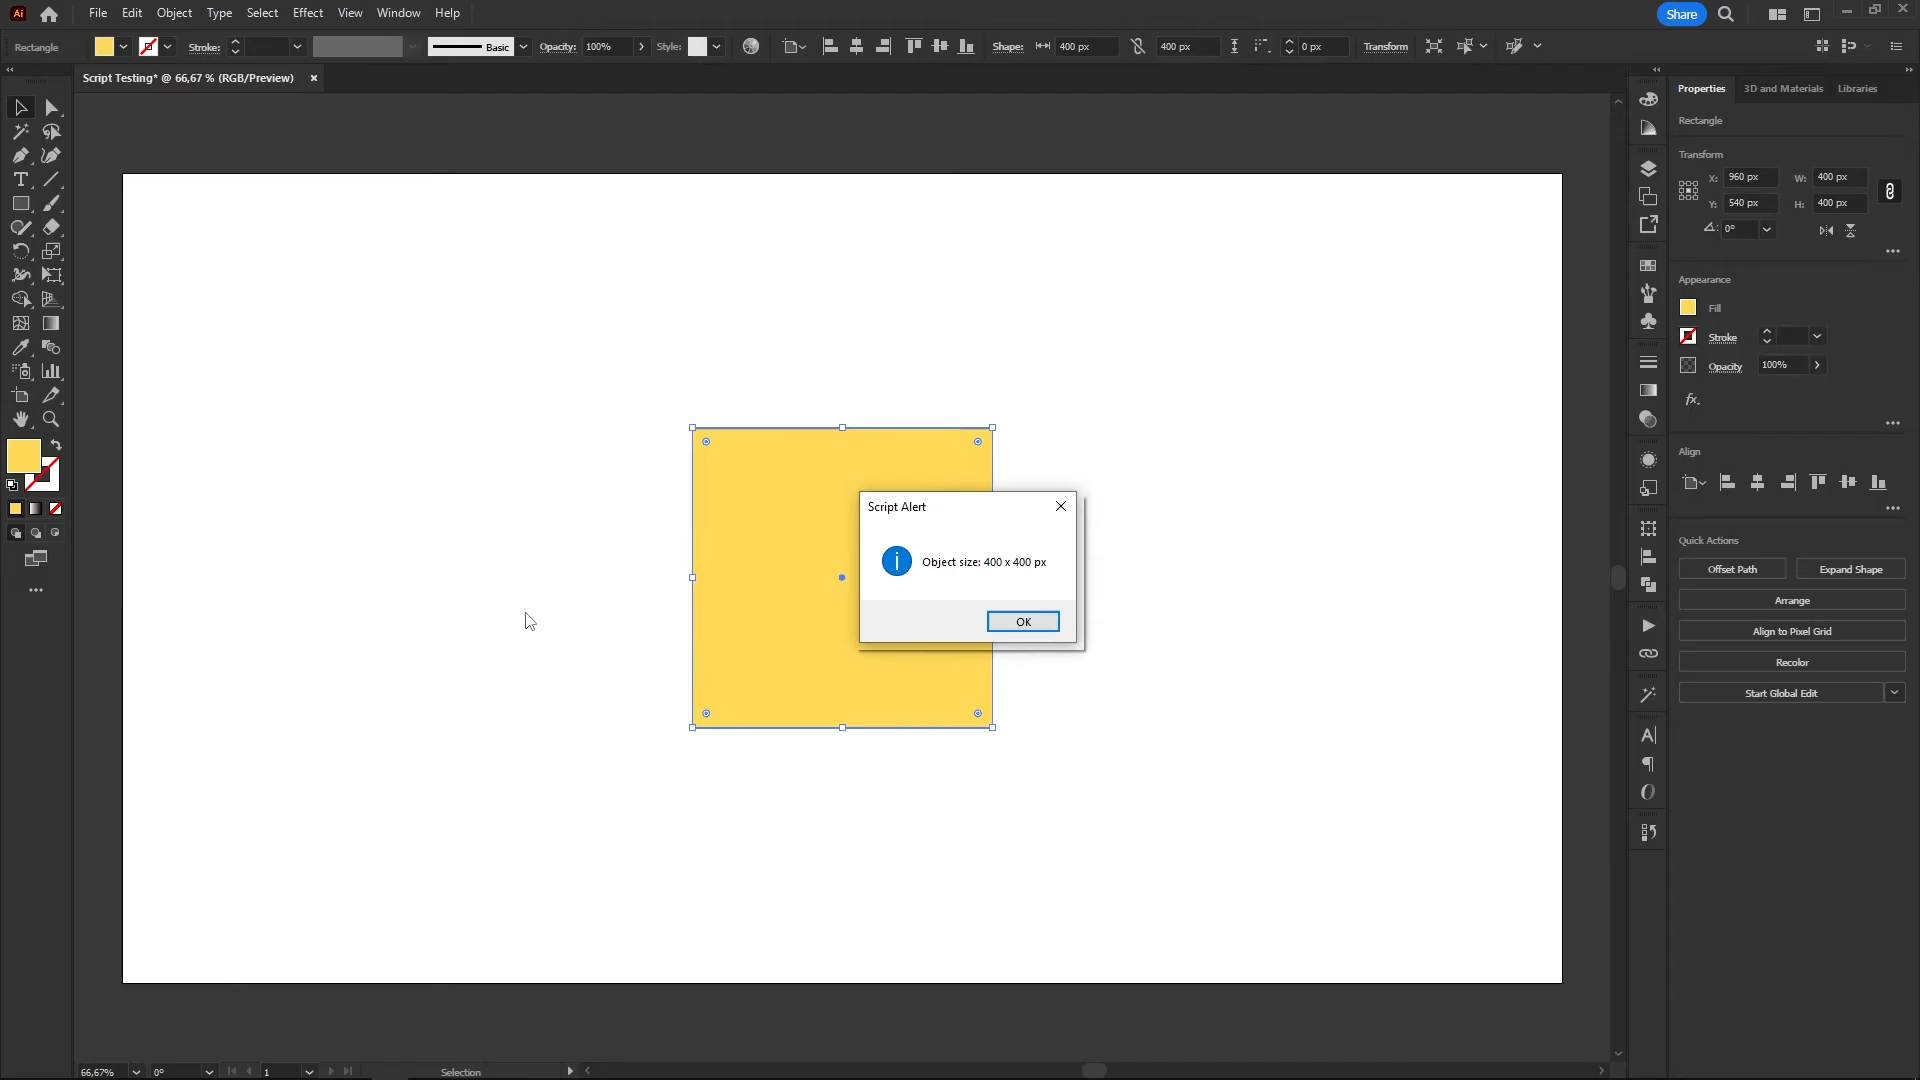 Ai File Edit Object Type Select Effect View Window Help Share
Rectangle Stroke: Basic Opacity: 100% Style: Shape: 400 px 400 px 0 px Transform
Script Testing* @ 66,67 % (RGB/Preview)
Properties 3D and Materials Libraries
Rectangle
Transform
X: 960 px W: 400 px
Y: 540 px H: 400 px
0°
Appearance
Fill
Stroke
Opacity 100%
fx.
Align
Quick Actions
Offset Path Expand Shape
Arrange
Align to Pixel Grid
Recolor
Start Global Edit
Script Alert
Object size: 400 x 400 px
OK
66,67% 0° 1 Selection